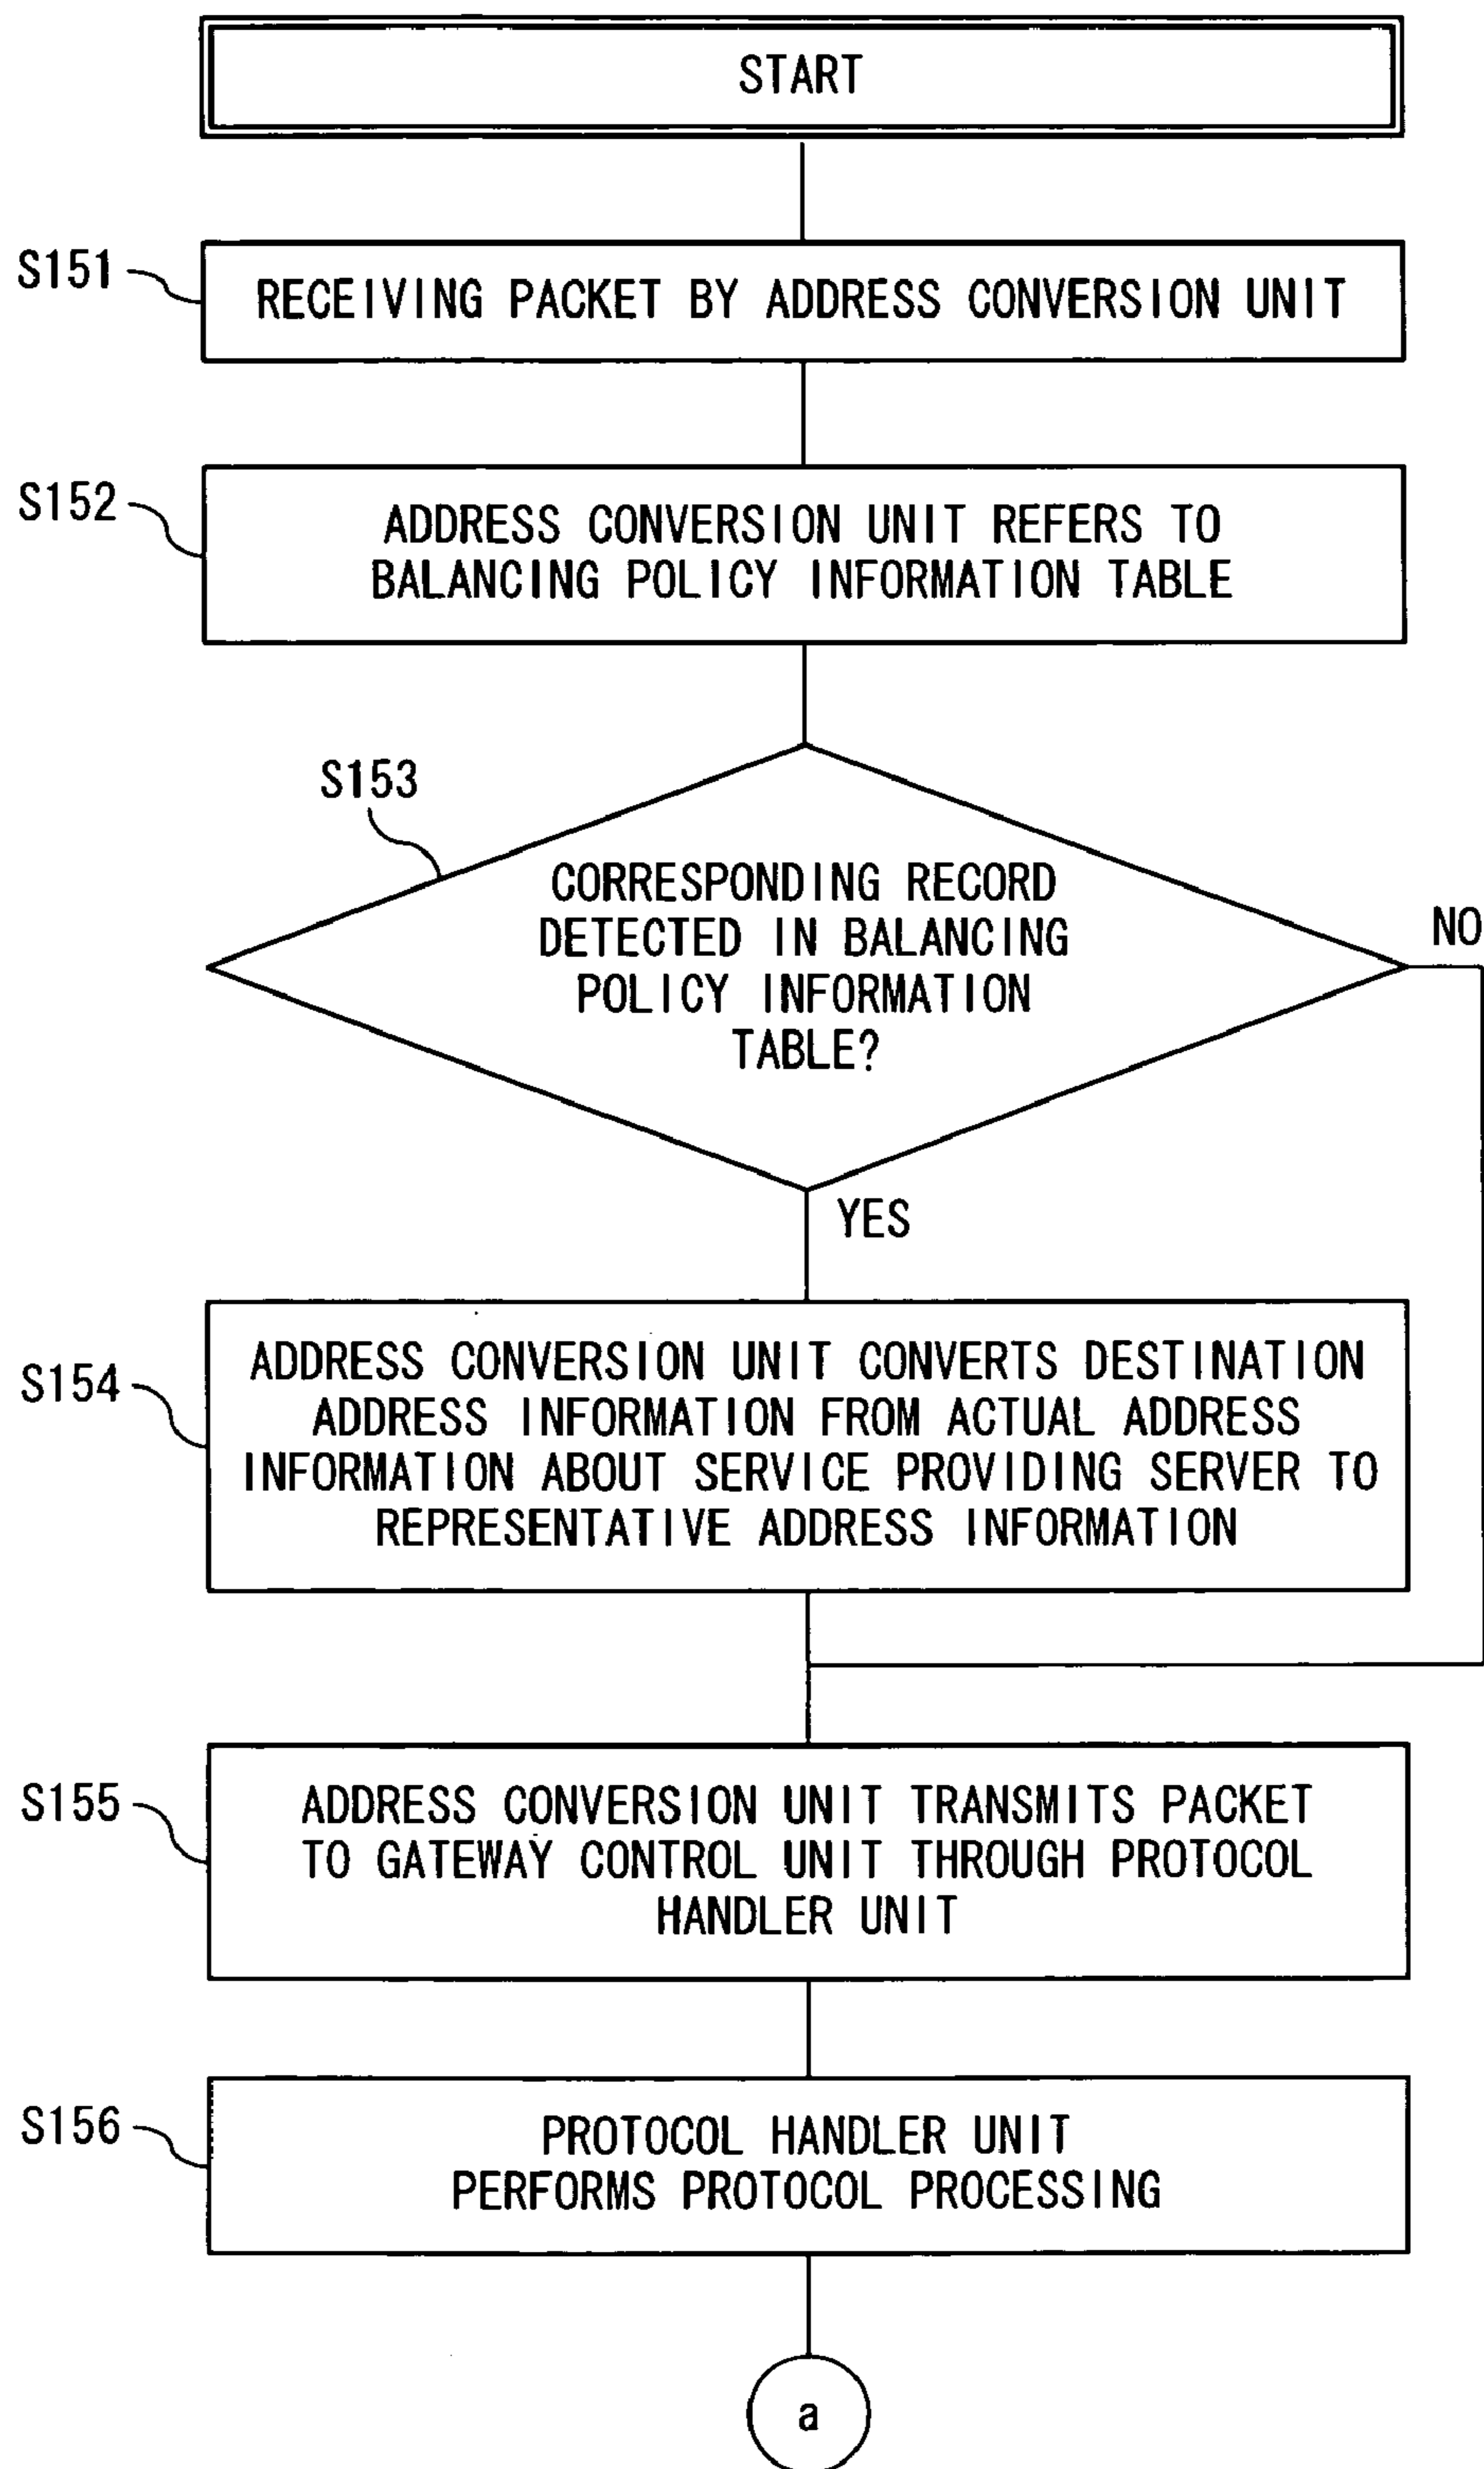 START
S151
RECEIVING PACKET BY ADDRESS CONVERSION UNIT
S152
ADDRESS CONVERSION UNIT REFERS TO
BALANCING POLICY INFORMATION TABLE
S153
CORRESPONDING RECORD
DETECTED IN BALANCING
POLICY INFORMATION
TABLE?
NO
YES
S154
ADDRESS CONVERSION UNIT CONVERTS DESTINATION
ADDRESS INFORMATION FROM ACTUAL ADDRESS
INFORMATION ABOUT SERVICE PROVIDING SERVER TO
REPRESENTATIVE ADDRESS INFORMATION
S155
ADDRESS CONVERSION UNIT TRANSMITS PACKET
TO GATEWAY CONTROL UNIT THROUGH PROTOCOL
HANDLER UNIT
S156
PROTOCOL HANDLER UNIT
PERFORMS PROTOCOL PROCESSING
a